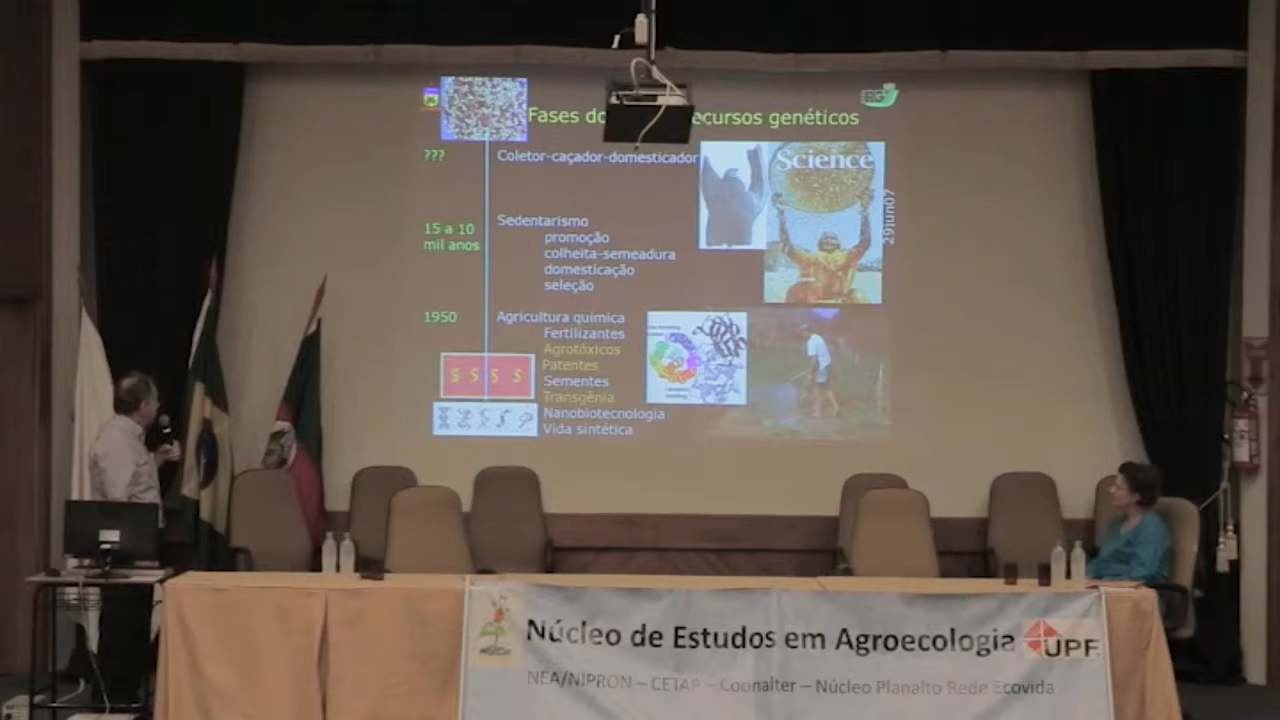 Fases do
ecursos genéticos
RG
???
Coletor-caçador-domesticador
Science
29jun07
15 a 10
mil anos
Sedentarismo
promoção
colheita-semeadura
domesticação
seleção
1950
Agricultura química
Fertilizantes
Agrotóxicos
Patentes
Sementes
Transgênia
Nanobiotecnologia
Vida sintética
$ $ $ $
Núcleo de Estudos em Agroecologia
UPF
NEA/NIPRON – CETAP – Coonalter – Núcleo Planalto Rede Ecovida